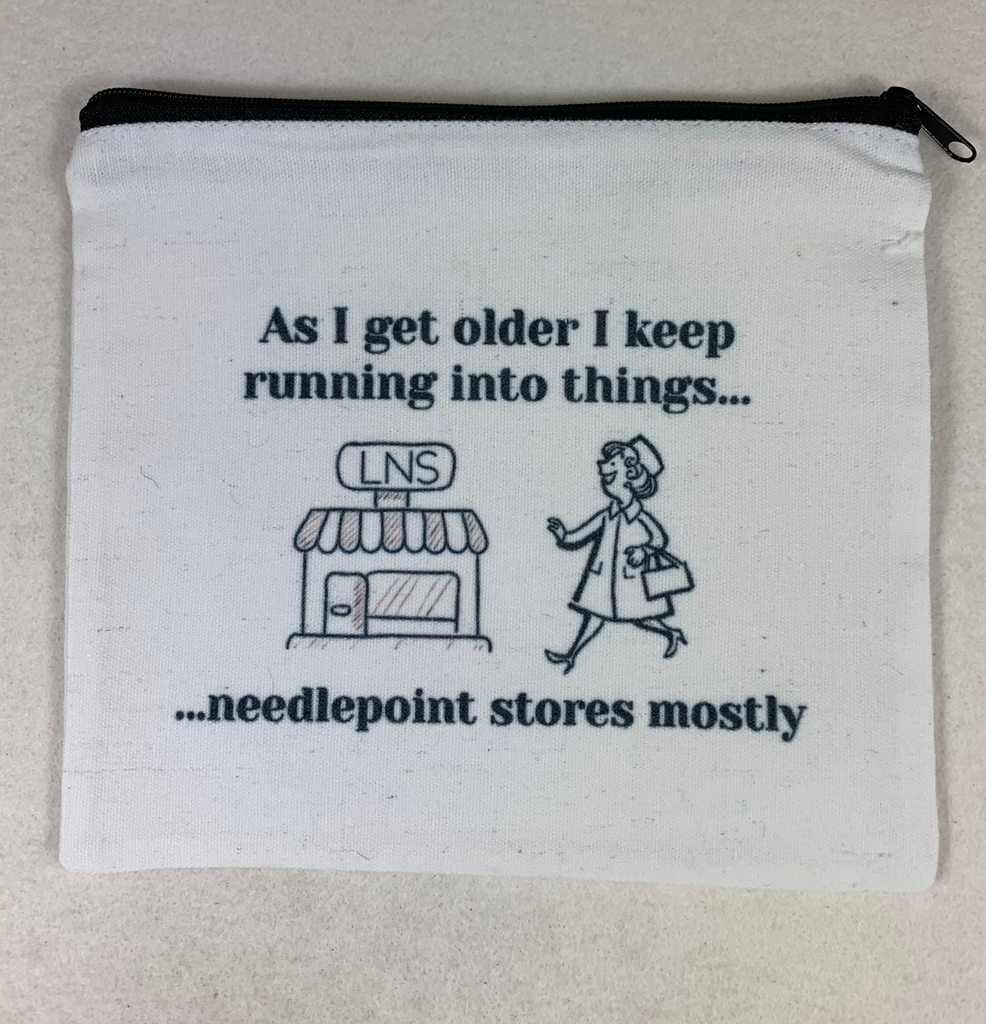 As I get older I keep
running into things...
LNS
...needlepoint stores mostly